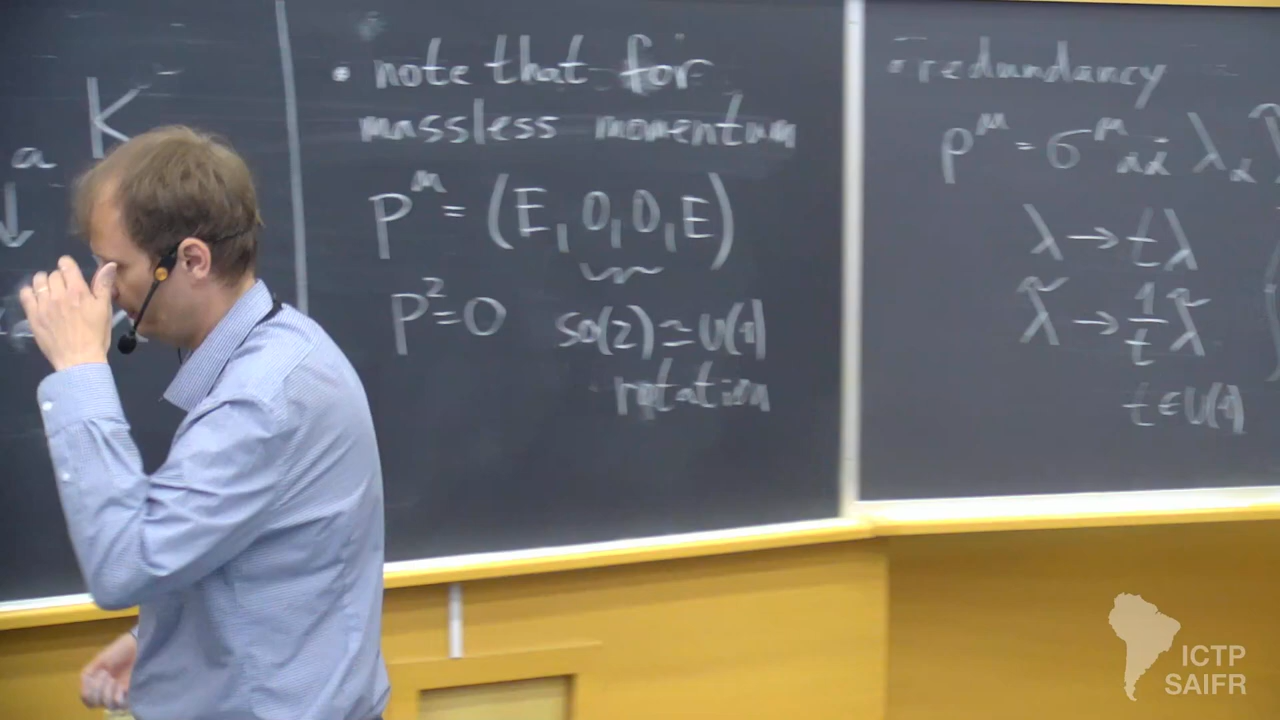 K
a
↓
• note that for
massless momentum
p^μ = (E, 0, 0, E)
p² = 0
so(2) ≃ U(1)
rotation
- redundancy
p^μ = σ^μ_{αα̇} λ_α
λ → t λ
λ̃ → 1/t λ̃
t ∈ U(1)
ICTP
SAIFR